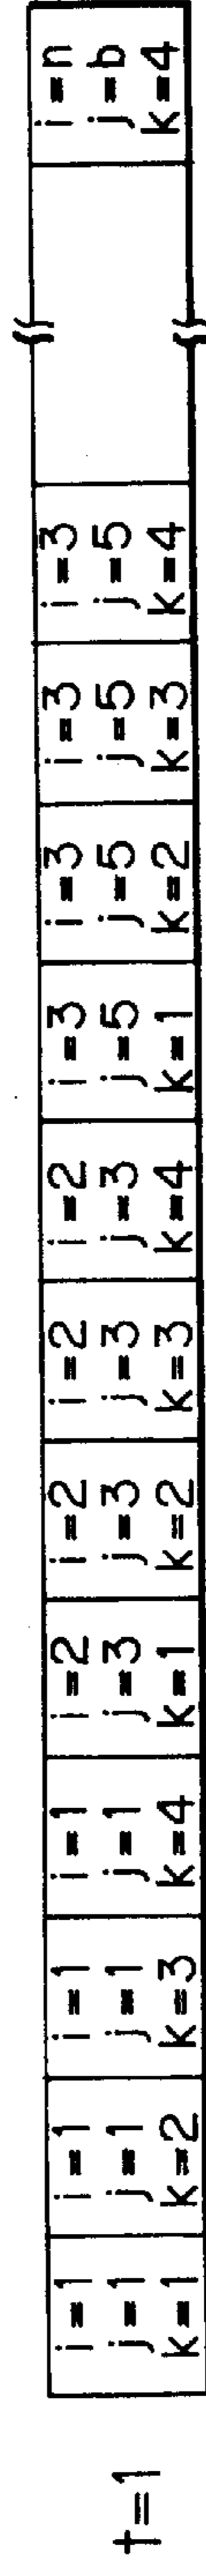 t=1
i=1
j=1
k=1
i=1
j=1
k=2
i=1
j=1
k=3
i=1
j=1
k=4
i=2
j=3
k=1
i=2
j=3
k=2
i=2
j=3
k=3
i=2
j=3
k=4
i=3
j=5
k=1
i=3
j=5
k=2
i=3
j=5
k=3
i=3
j=5
k=4
i=n
j=b
k=4